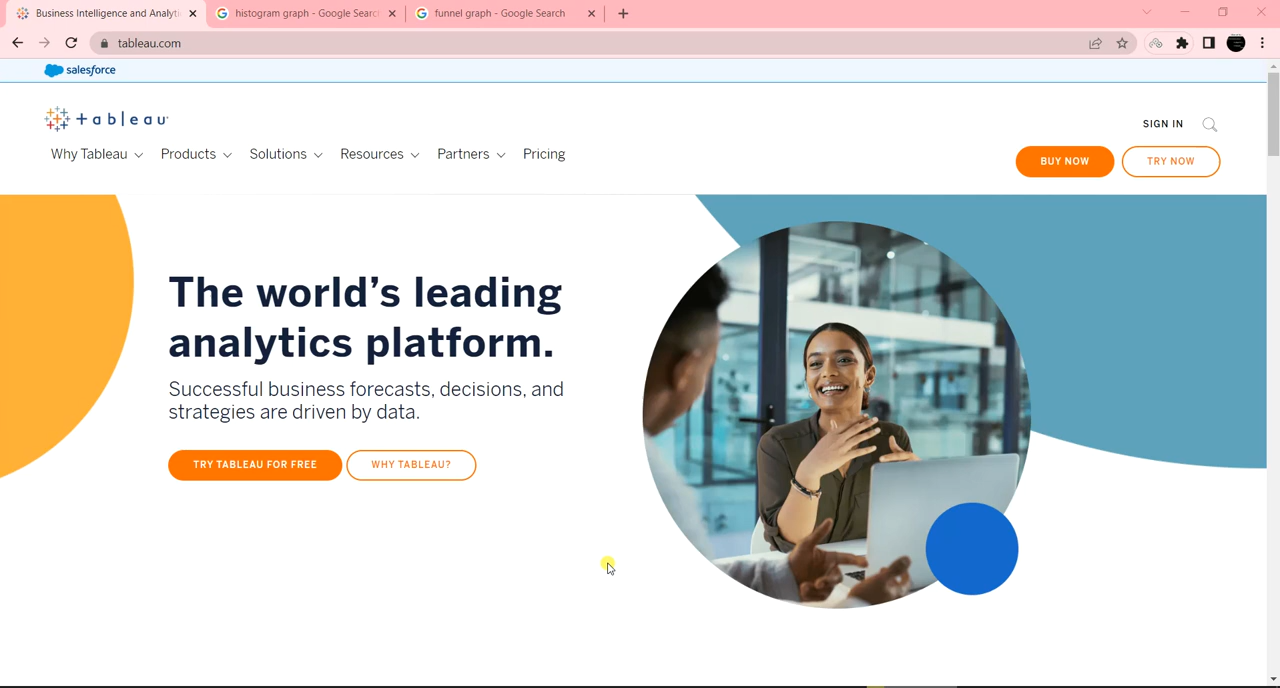 Business Intelligence and Analyti
histogram graph - Google Searc
funnel graph - Google Search
tableau.com
salesforce
tableau
SIGN IN
Why Tableau
Products
Solutions
Resources
Partners
Pricing
BUY NOW
TRY NOW
The world's leading
analytics platform.
Successful business forecasts, decisions, and
strategies are driven by data.
TRY TABLEAU FOR FREE
WHY TABLEAU?